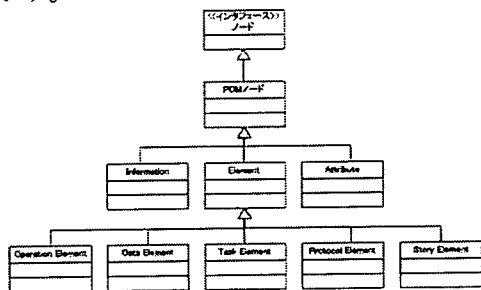 <<インタフェース>>
ノード
PDMノード
Information
Element
Attribute
Operation Element
Data Element
Task Element
Protocol Element
Story Element